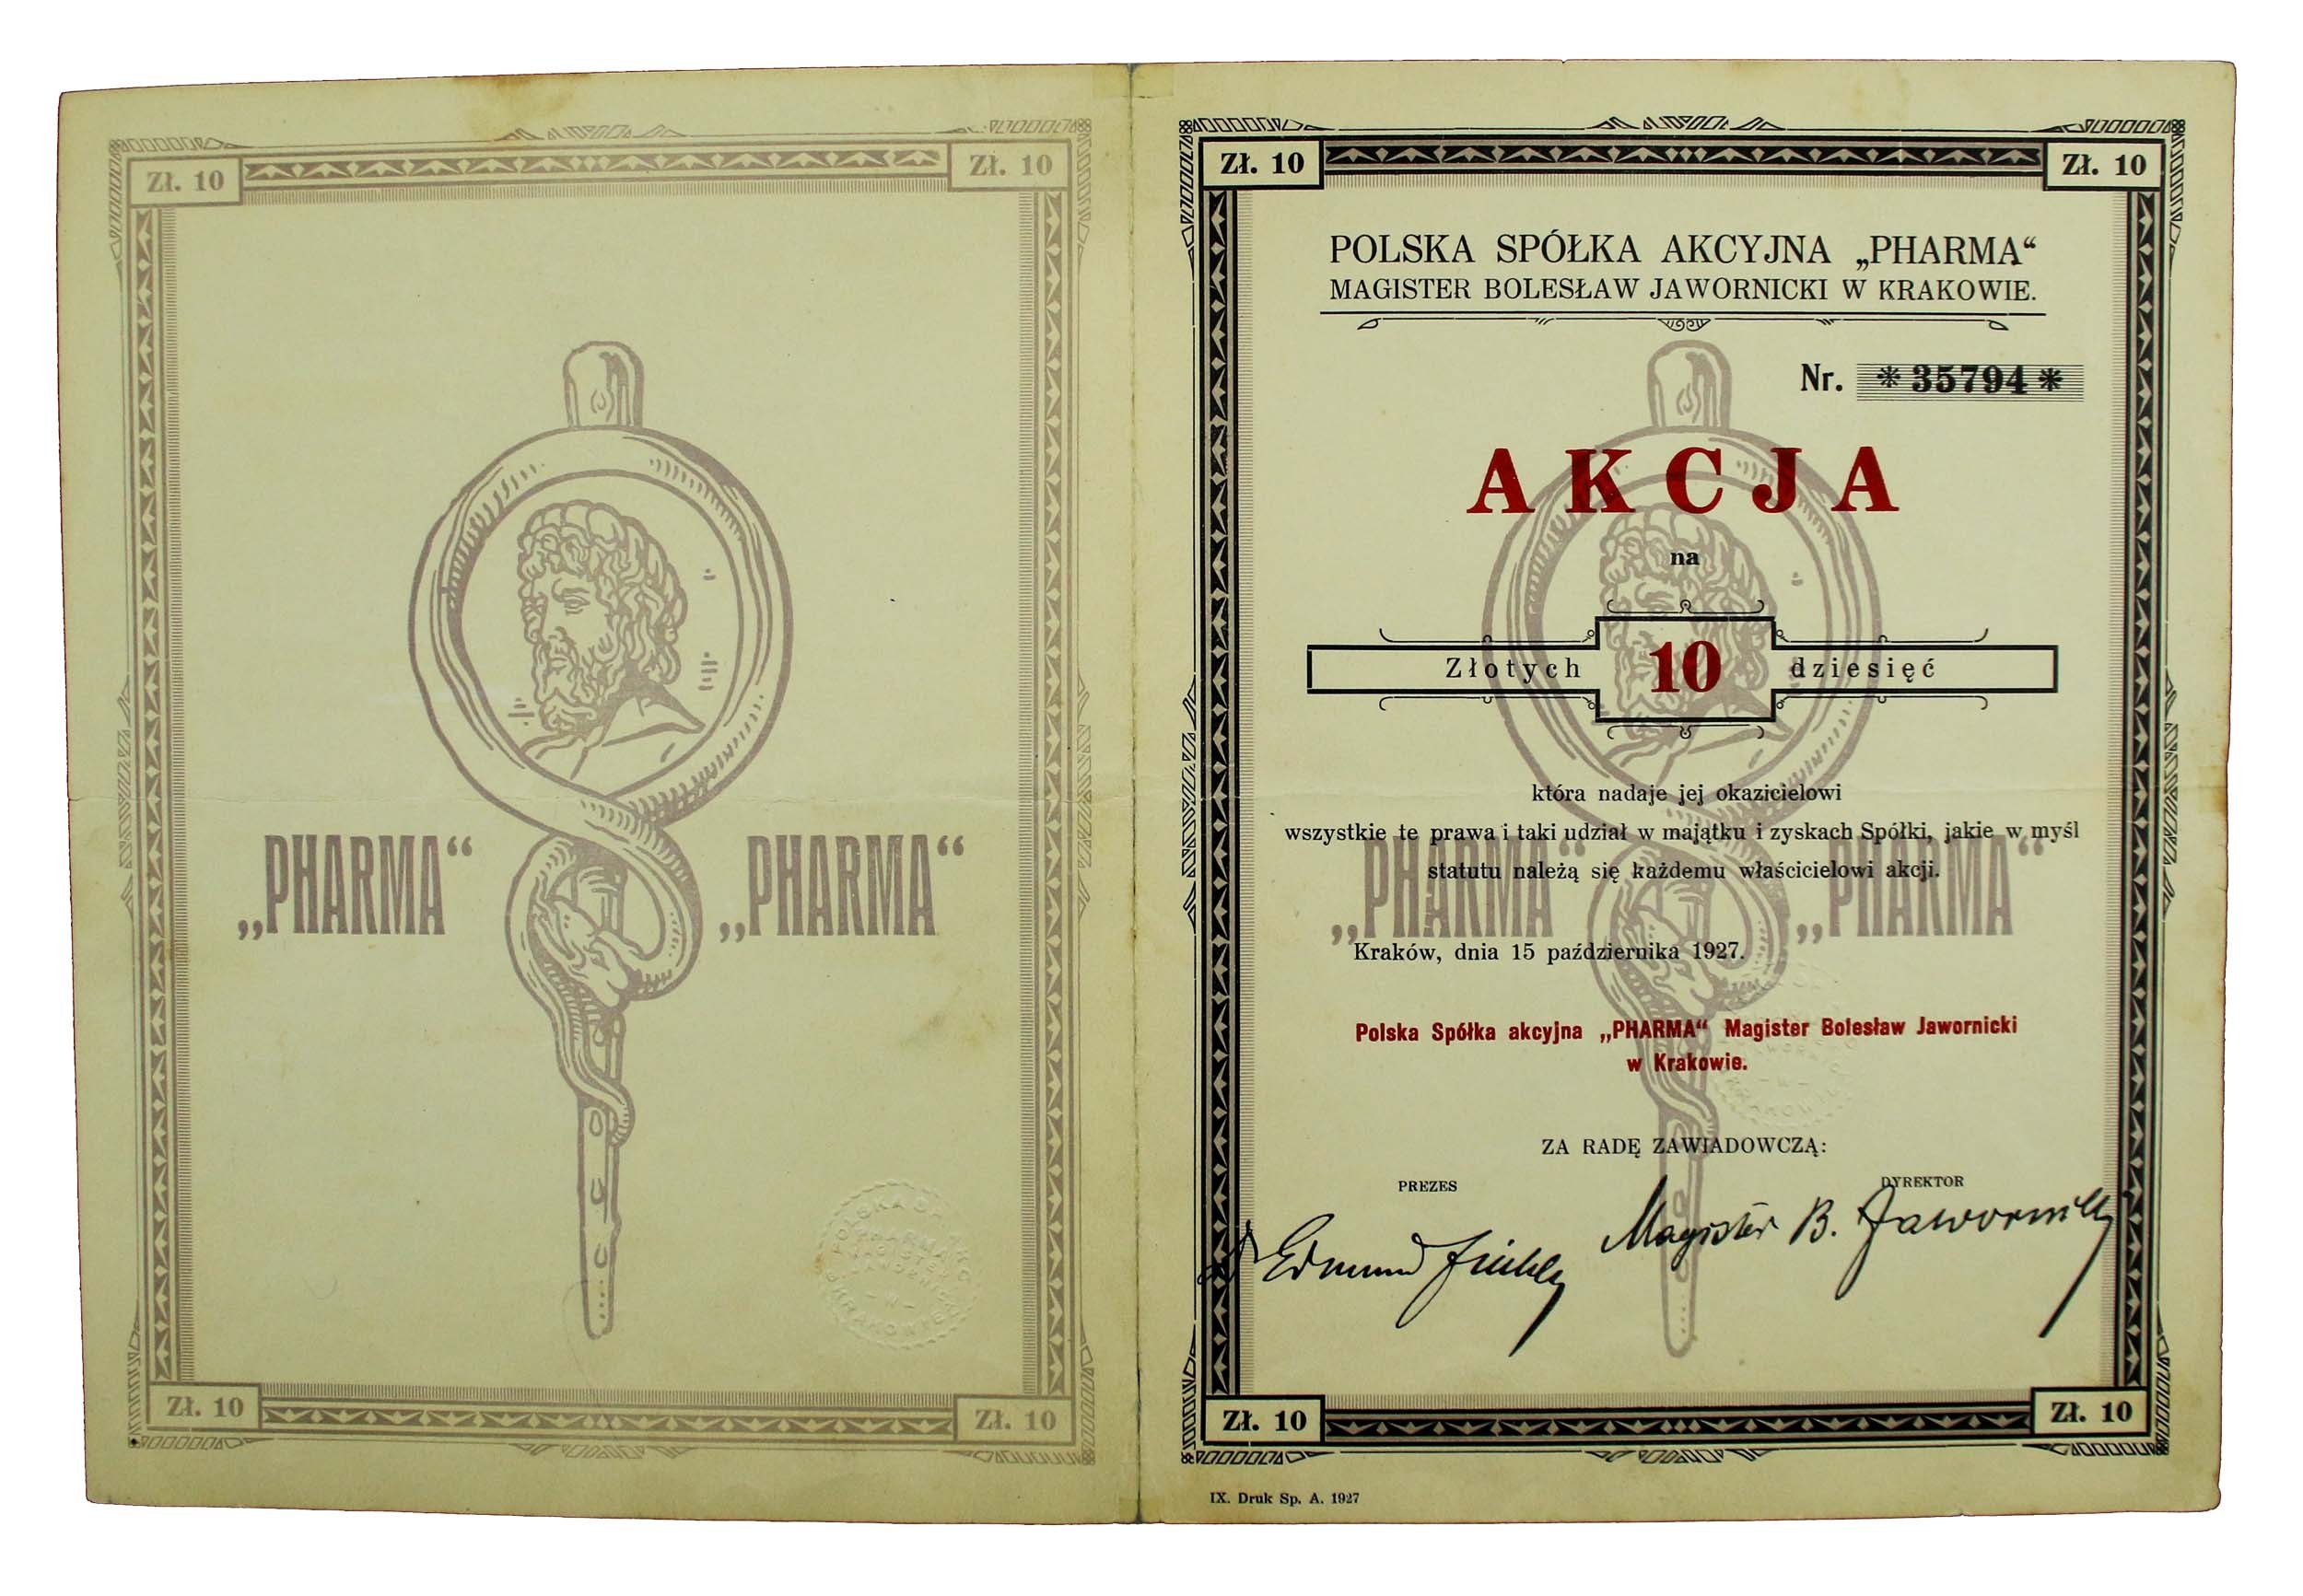 Zł. 10
Zł. 10
„PHARMA“ „PHARMA“
Zł. 10
Zł. 10
Zł. 10
Zł. 10
POLSKA SPÓŁKA AKCYJNA „PHARMA“
MAGISTER BOLESŁAW JAWORNICKI W KRAKOWIE.
Nr. *35794*
AKCJA
na
Złotych 10 dziesięć
która nadaje jej okazicielowi
wszystkie te prawa i taki udział w majątku i zyskach Spółki, jakie w myśl
statutu należą się każdemu właścicielowi akcji.
„PHARMA“ „PHARMA“
Kraków, dnia 15 października 1927.
Polska Spółka akcyjna „PHARMA“ Magister Bolesław Jawornicki
w Krakowie.
ZA RADĘ ZAWIADOWCZĄ:
PREZES DYREKTOR
Edmund Magister B. Jawornicki
Zł. 10
Zł. 10
IX. Druk Sp. A. 1927